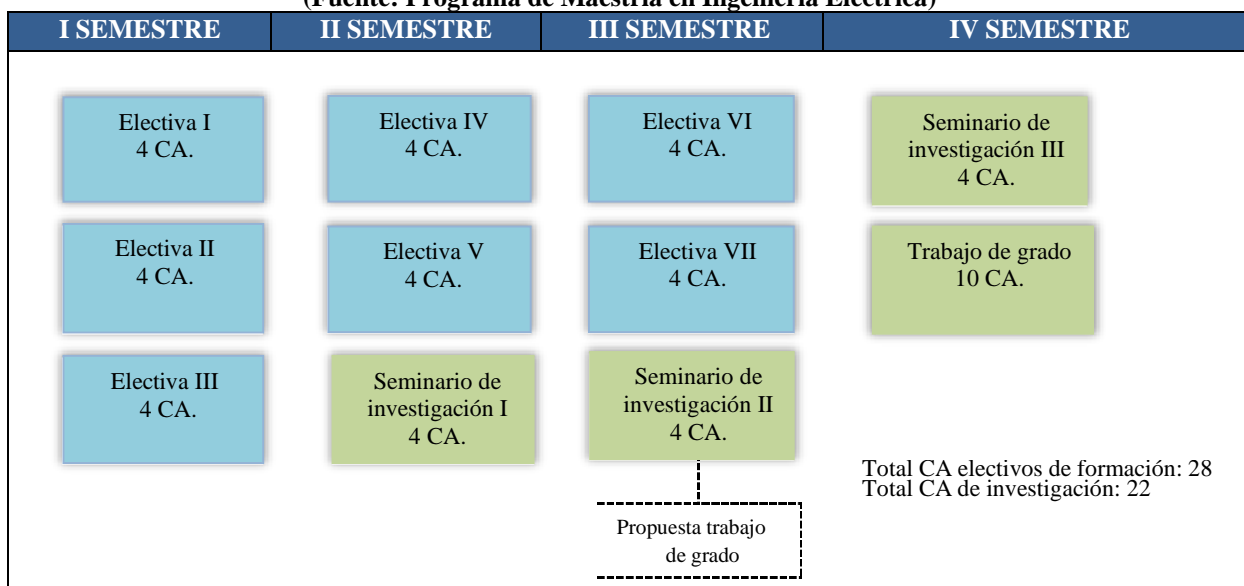 (Fuente: Programa de Maestría en Ingeniería Eléctrica)
I SEMESTRE
II SEMESTRE
III SEMESTRE
IV SEMESTRE
Electiva I
4 CA.
Electiva IV
4 CA.
Electiva VI
4 CA.
Seminario de
investigación III
4 CA.
Electiva II
4 CA.
Electiva V
4 CA.
Electiva VII
4 CA.
Trabajo de grado
10 CA.
Electiva III
4 CA.
Seminario de
investigación I
4 CA.
Seminario de
investigación II
4 CA.
Total CA electivos de formación: 28
Total CA de investigación: 22
Propuesta trabajo
de grado